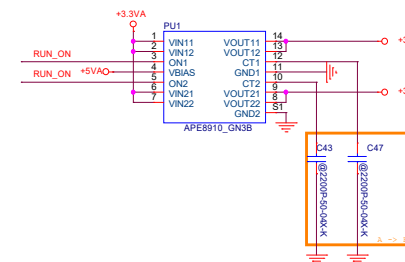 +3.3VA
PU1
1 VIN11 VOUT11 14
2 VIN12 VOUT12 13
RUN_ON 3 ON1 CT1 12
+5VA 4 VBIAS GND1 11
RUN_ON 5 ON2 CT2 10
6 VIN21 VOUT21 9
7 VIN22 VOUT22 8
GND2 S1
APE8910_GN3B
C43
@2200P-50-04X-K
C47
@2200P-50-04X-K
A ->